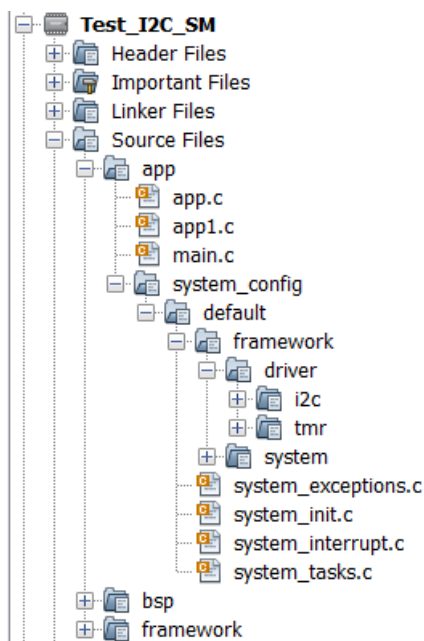 Test_I2C_SM
Header Files
Important Files
Linker Files
Source Files
app
app.c
app1.c
main.c
system_config
default
framework
driver
i2c
tmr
system
system_exceptions.c
system_init.c
system_interrupt.c
system_tasks.c
bsp
framework